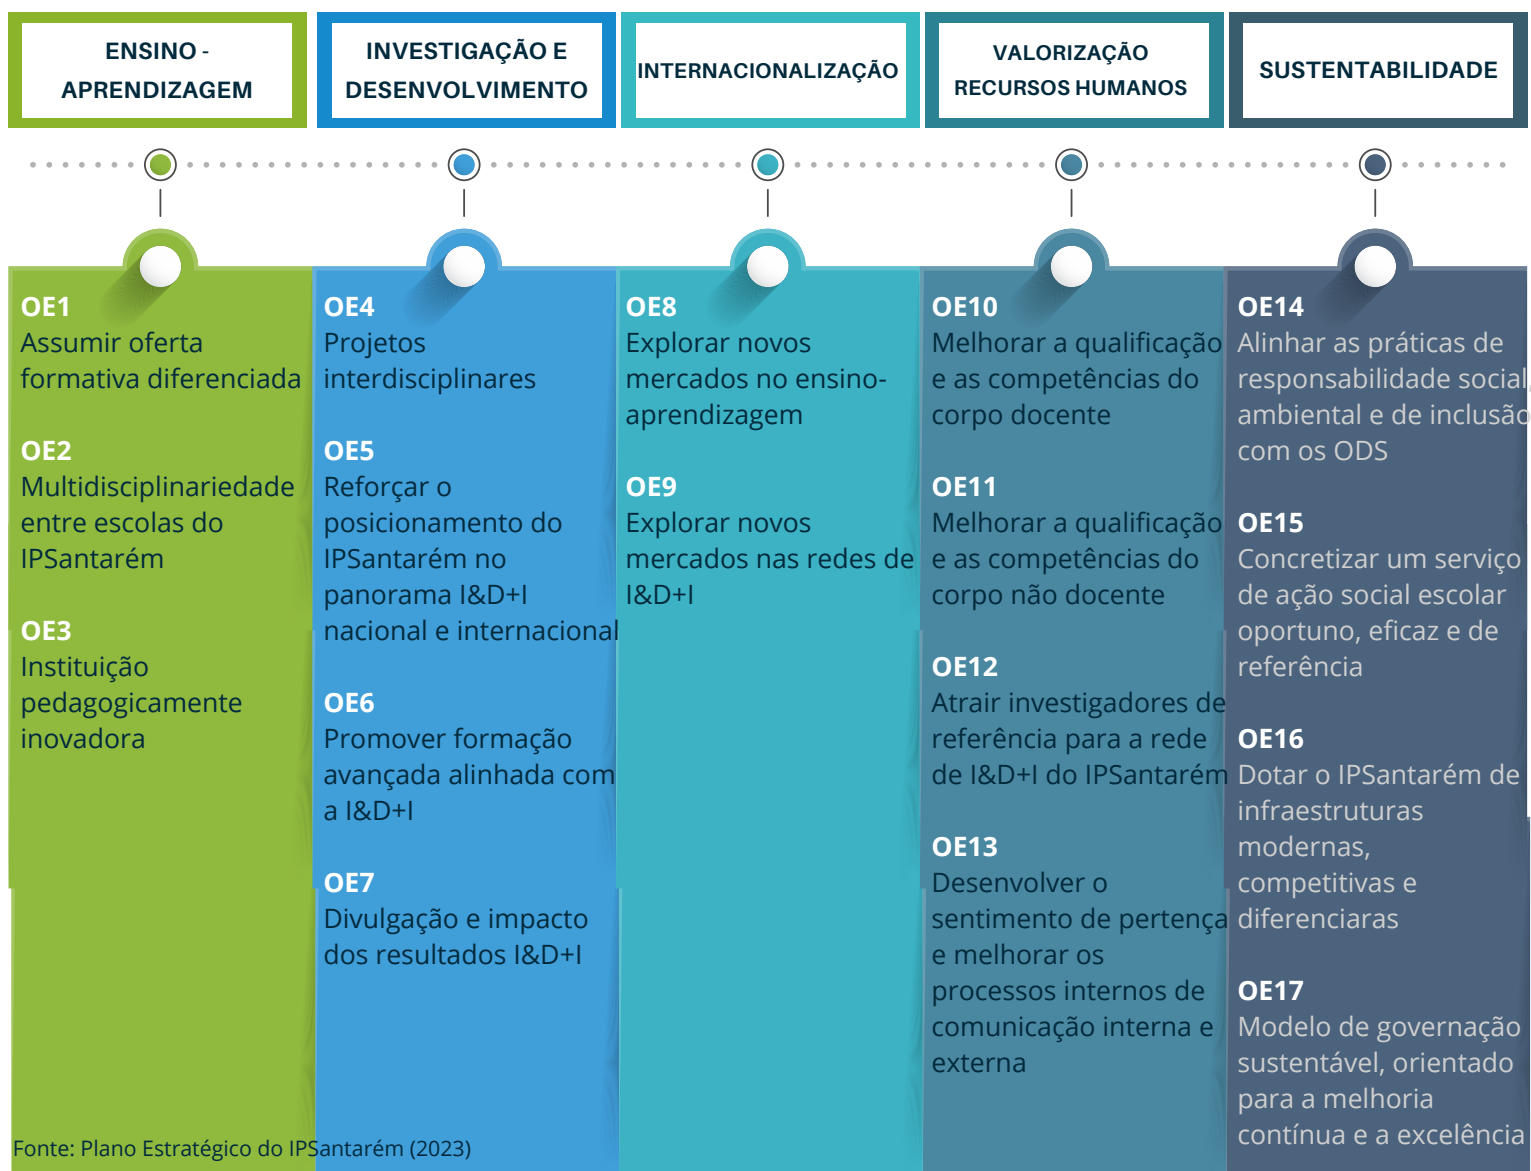 ENSINO -
APRENDIZAGEM
INVESTIGAÇÃO E
DESENVOLVIMENTO
INTERNACIONALIZAÇÃO
VALORIZAÇÃO
RECURSOS HUMANOS
SUSTENTABILIDADE
OE1
Assumir oferta
formativa diferenciada
OE2
Multidisciplinariedade
entre escolas do
IPSantarém
OE3
Instituição
pedagogicamente
inovadora
OE4
Projetos
interdisciplinares
OE5
Reforçar o
posicionamento do
IPSantarém no
panorama I&D+I
nacional e internacional
OE6
Promover formação
avançada alinhada com
a I&D+I
OE7
Divulgação e impacto
dos resultados I&D+I
OE8
Explorar novos
mercados no ensino-
aprendizagem
OE9
Explorar novos
mercados nas redes de
I&D+I
OE10
Melhorar a qualificação
e as competências do
corpo docente
OE11
Melhorar a qualificação
e as competências do
corpo não docente
OE12
Atrair investigadores de
referência para a rede
de I&D+I do IPSantarém
OE13
Desenvolver o
sentimento de pertença
e melhorar os
processos internos de
comunicação interna e
externa
OE14
Alinhar as práticas de
responsabilidade social,
ambiental e de inclusão
com os ODS
OE15
Concretizar um serviço
de ação social escolar
oportuno, eficaz e de
referência
OE16
Dotar o IPSantarém de
infraestruturas
modernas,
competitivas e
diferenciaras
OE17
Modelo de governação
sustentável, orientado
para a melhoria
contínua e a excelência
Fonte: Plano Estratégico do IPSantarém (2023)